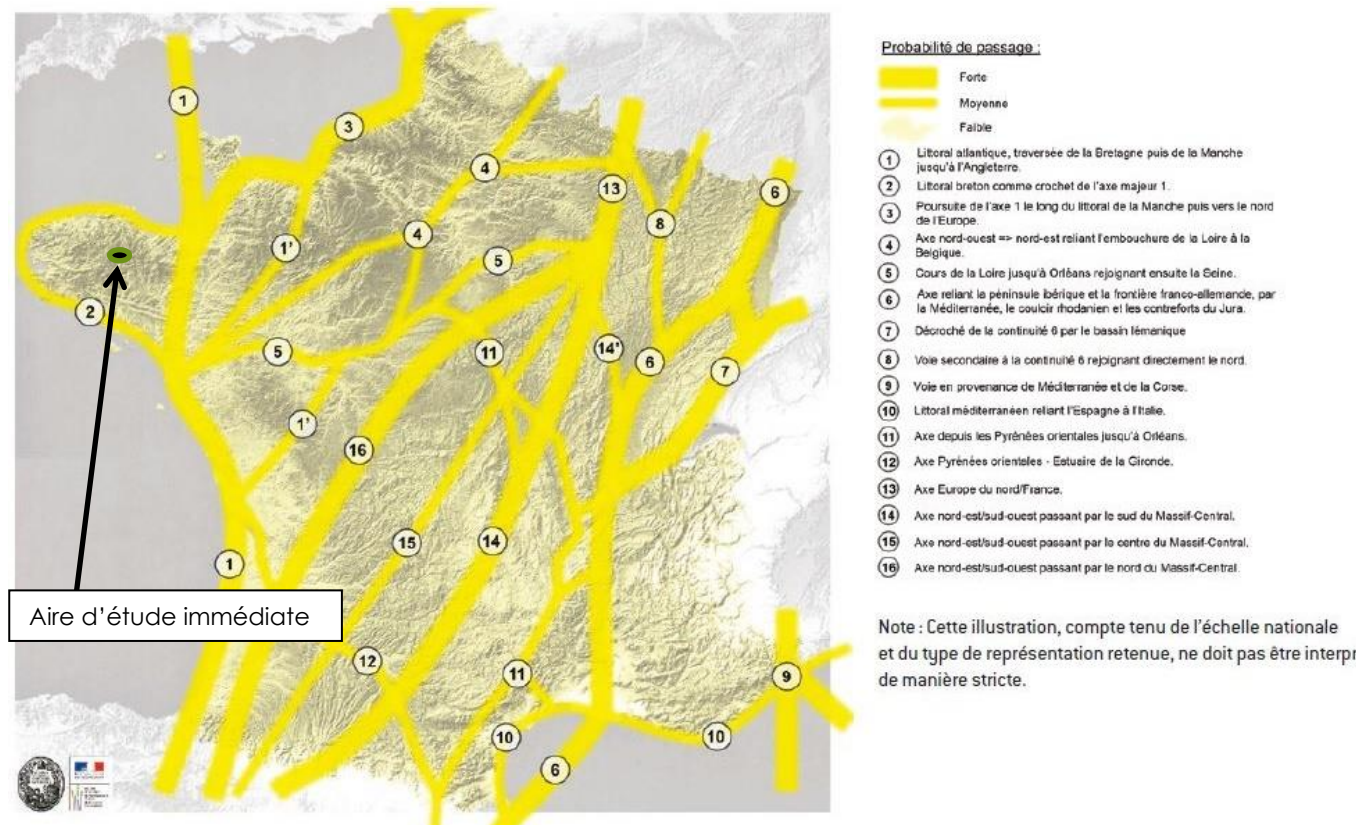 1
3
4
6
13
8
1'
4
5
2
5
11
14'
6
7
1'
16
15
14
1
Aire d'étude immédiate
12
11
9
10
10
6
Probabilité de passage :
Forte
Moyenne
Faible
1 Littoral atlantique, traversée de la Bretagne puis de la Manche
jusqu'à l'Angleterre.
2 Littoral breton comme crochet de l'axe majeur 1.
3 Poursuite de l'axe 1 le long du littoral de la Manche puis vers le nord
de l'Europe.
4 Axe nord-ouest => nord-est reliant l'embouchure de la Loire à la
Belgique.
5 Cours de la Loire jusqu'à Orléans rejoignant ensuite la Seine.
6 Axe reliant la péninsule ibérique et la frontière franco-allemande, par
la Méditerranée, le couloir rhodanien et les contreforts du Jura.
7 Décroché de la continuité 6 par le bassin lémanique
8 Voie secondaire à la continuité 6 rejoignant directement le nord.
9 Voie en provenance de Méditerranée et de la Corse.
10 Littoral méditerranéen reliant l'Espagne à l'Italie.
11 Axe depuis les Pyrénées orientales jusqu'à Orléans.
12 Axe Pyrénées orientales - Estuaire de la Gironde.
13 Axe Europe du nord/France.
14 Axe nord-est/sud-ouest passant par le sud du Massif-Central.
15 Axe nord-est/sud-ouest passant par le centre du Massif-Central.
16 Axe nord-est/sud-ouest passant par le nord du Massif-Central.
Note : Cette illustration, compte tenu de l'échelle nationale
et du type de représentation retenue, ne doit pas être interpr
de manière stricte.